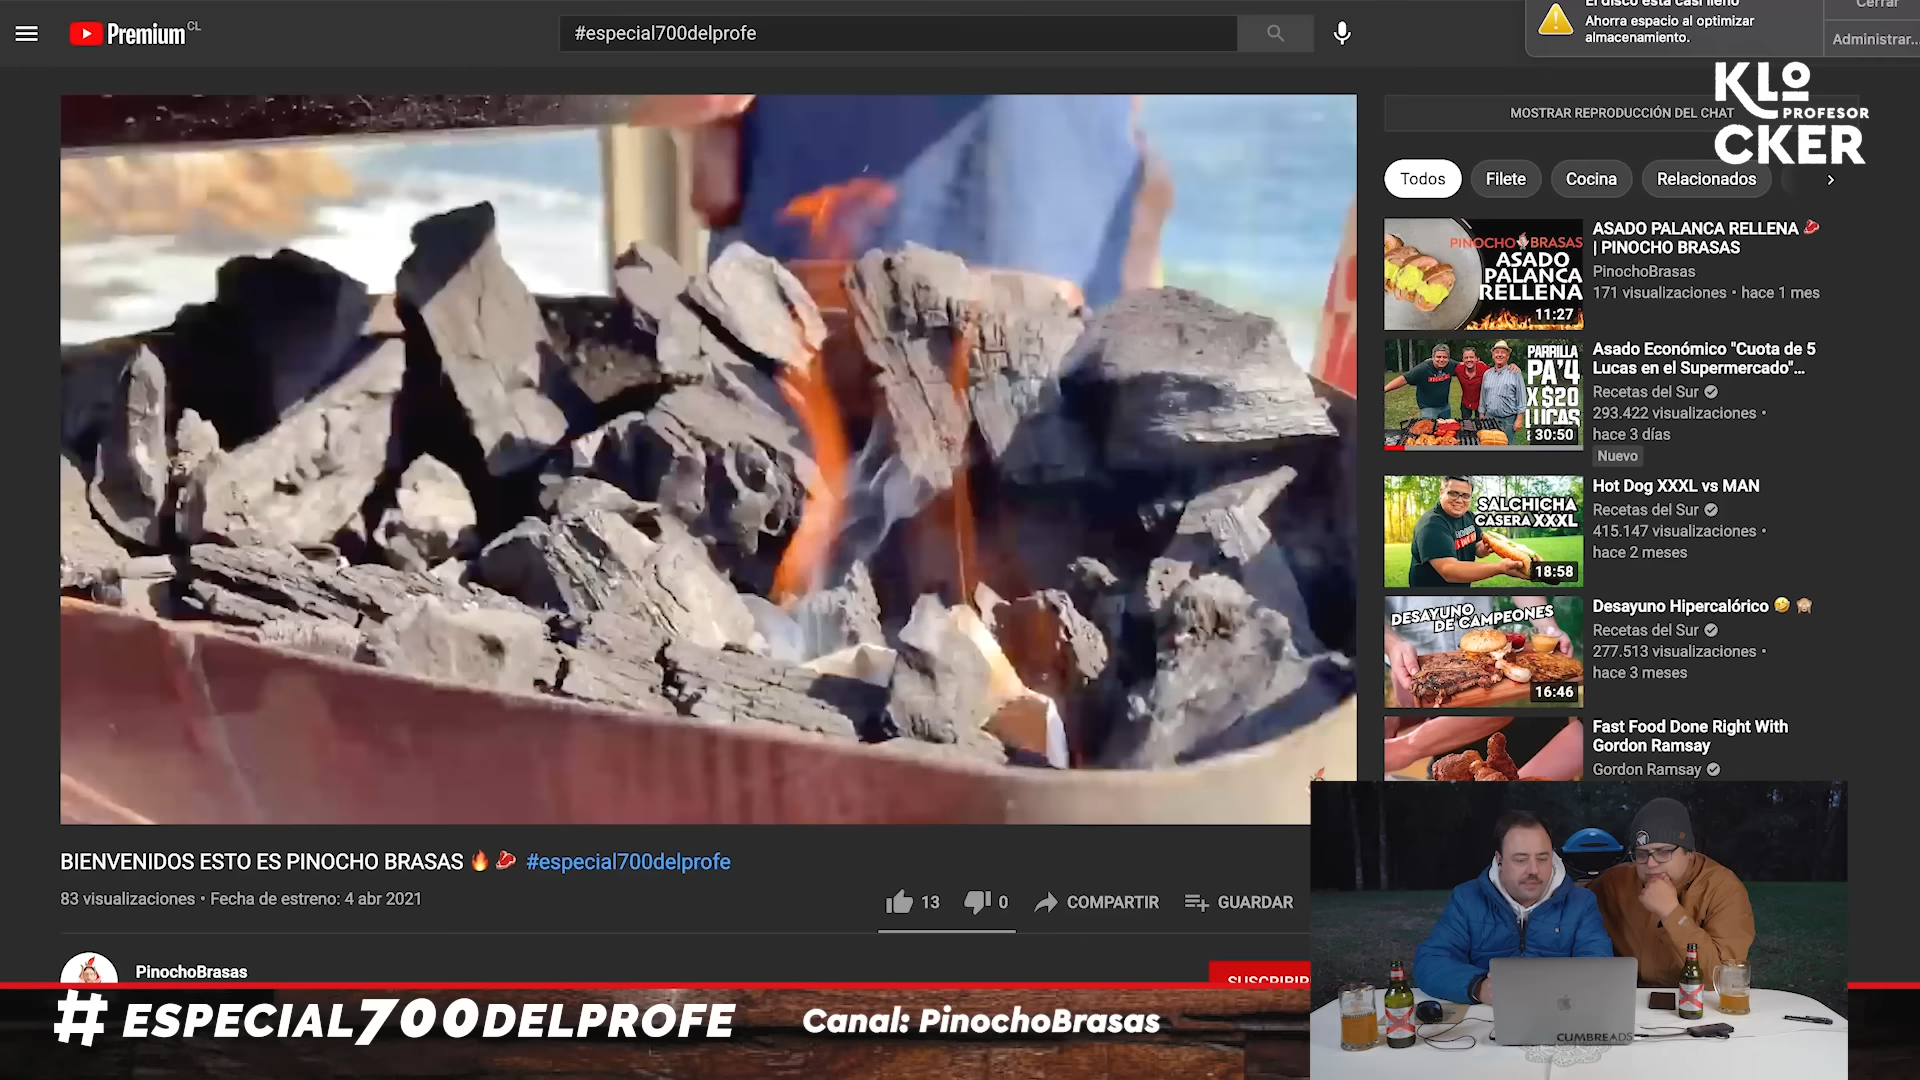 Premium CL
#especial700delprofe
El disco está casi lleno
Ahorra espacio al optimizar
almacenamiento.
Cerrar
Administrar...
KLO
PROFESOR
CKER
MOSTRAR REPRODUCCIÓN DEL CHAT
Todos
Filete
Cocina
Relacionados
PINOCHO BRASAS
ASADO
PALANCA
RELLENA
11:27
ASADO PALANCA RELLENA
| PINOCHO BRASAS
PinochoBrasas
171 visualizaciones • hace 1 mes
PARRILLA
PA'4
X $20
LUCAS
30:50
Asado Económico "Cuota de 5
Lucas en el Supermercado"...
Recetas del Sur
293.422 visualizaciones •
hace 3 días
Nuevo
SALCHICHA
CASERA XXXL
18:58
Hot Dog XXXL vs MAN
Recetas del Sur
415.147 visualizaciones •
hace 2 meses
DESAYUNO
DE CAMPEONES
16:46
Desayuno Hipercalórico
Recetas del Sur
277.513 visualizaciones •
hace 3 meses
Fast Food Done Right With
Gordon Ramsay
Gordon Ramsay
BIENVENIDOS ESTO ES PINOCHO BRASAS 🔥🥩 #especial700delprofe
83 visualizaciones • Fecha de estreno: 4 abr 2021
13
0
COMPARTIR
GUARDAR
PinochoBrasas
SUSCRIBIR
#ESPECIAL700DELPROFE
Canal: PinochoBrasas
CUMBREADS